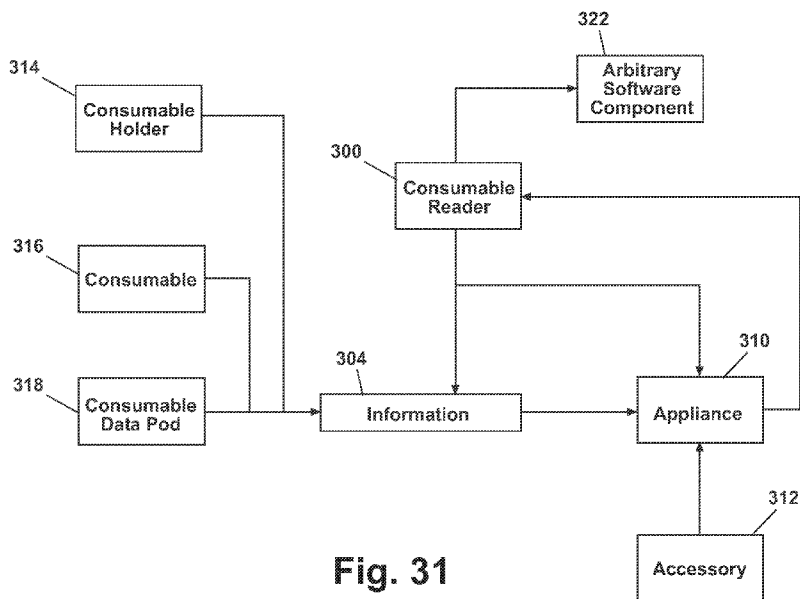 322
Arbitrary
Software
Component
314
Consumable
Holder
300
Consumable
Reader
316
Consumable
318
Consumable
Data Pod
304
Information
310
Appliance
312
Accessory
Fig. 31